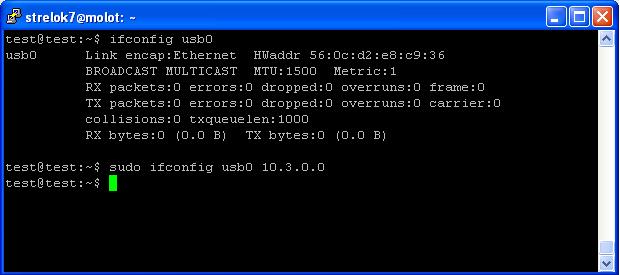 strelok7@molot: ~
test@test:~$ ifconfig usb0
usb0      Link encap:Ethernet  HWaddr 56:0c:d2:e8:c9:36
          BROADCAST MULTICAST  MTU:1500  Metric:1
          RX packets:0 errors:0 dropped:0 overruns:0 frame:0
          TX packets:0 errors:0 dropped:0 overruns:0 carrier:0
          collisions:0 txqueuelen:1000
          RX bytes:0 (0.0 B)  TX bytes:0 (0.0 B)
test@test:~$ sudo ifconfig usb0 10.3.0.0
test@test:~$